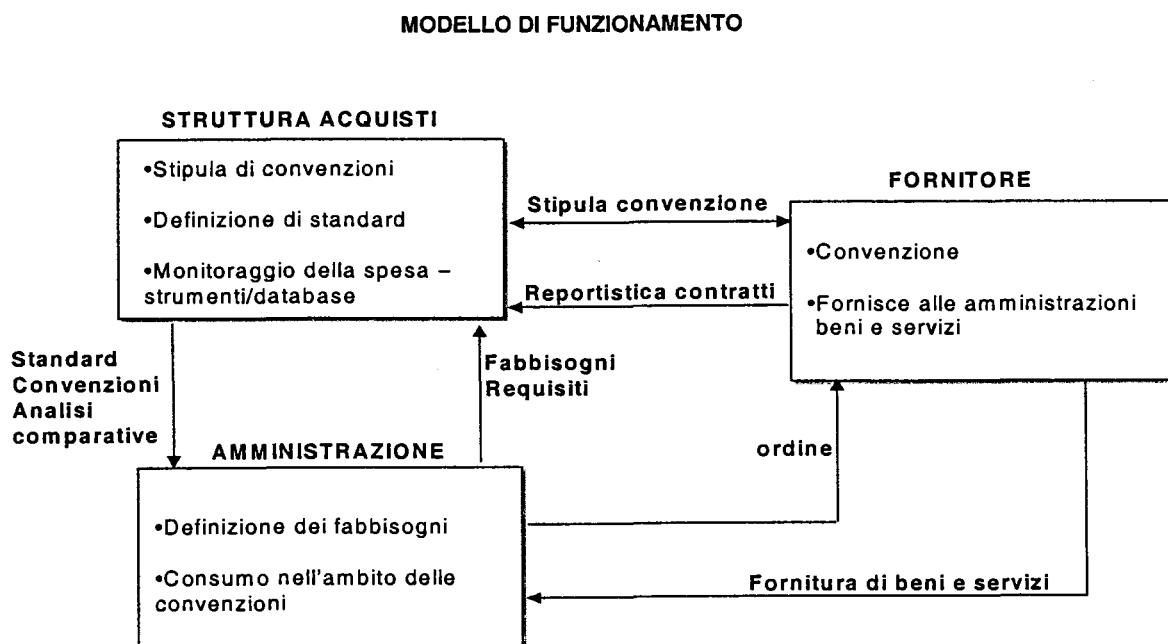 MODELLO DI FUNZIONAMENTO
STRUTTURA ACQUISTI
•Stipula di convenzioni
•Definizione di standard
•Monitoraggio della spesa –
strumenti/database
Stipula convenzione
Reportistica contratti
FORNITORE
•Convenzione
•Fornisce alle amministrazioni
beni e servizi
Standard
Convenzioni
Analisi
comparative
Fabbisogni
Requisiti
AMMINISTRAZIONE
•Definizione dei fabbisogni
•Consumo nell'ambito delle
convenzioni
ordine
Fornitura di beni e servizi